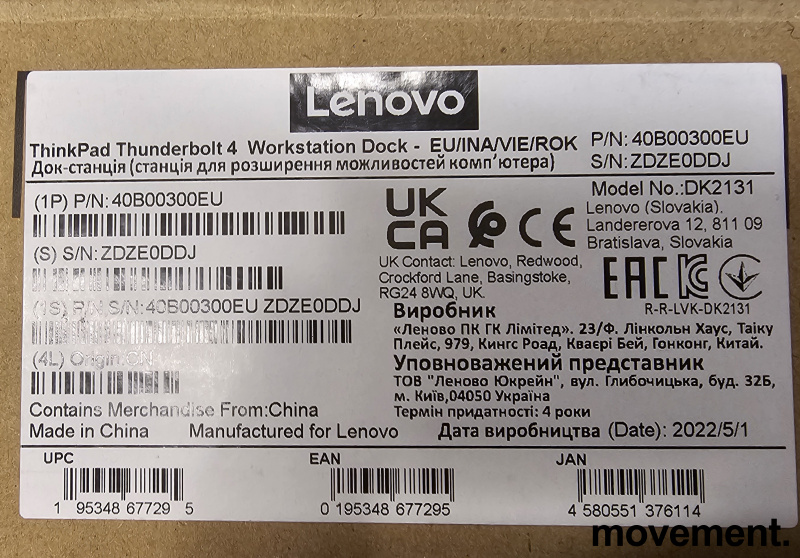 Lenovo
ThinkPad Thunderbolt 4 Workstation Dock - EU/INA/VIE/ROK
Док-станція (станція для розширення можливостей комп'ютера)
P/N: 40B00300EU
S/N: ZDZE0DDJ
(1P) P/N: 40B00300EU
(S) S/N: ZDZE0DDJ
(1S) P/N S/N:40B00300EU ZDZE0DDJ
(4L) Origin:CN
Contains Merchandise From:China
Made in China Manufactured for Lenovo
UK
CA
CE
UK Contact: Lenovo, Redwood,
Crockford Lane, Basingstoke,
RG24 8WQ, UK.
Model No.:DK2131
Lenovo (Slovakia).
Landererova 12, 811 09
Bratislava, Slovakia
EAC
R-R-LVK-DK2131
Виробник
«Леново ПК ГК Лімітед». 23/Ф. Лінкольн Хаус, Таіку
Плейс, 979, Кингс Роад, Кваєрі Бей, Гонконг, Китай.
Уповноважений представник
ТОВ "Леново Юкрейн", вул. Глибочицька, буд. 32Б,
м. Київ,04050 Україна
Термін придатності: 4 роки
Дата виробництва (Date): 2022/5/1
UPC
1 95348 67729 5
EAN
0 195348 677295
JAN
4 580551 376114
movement.